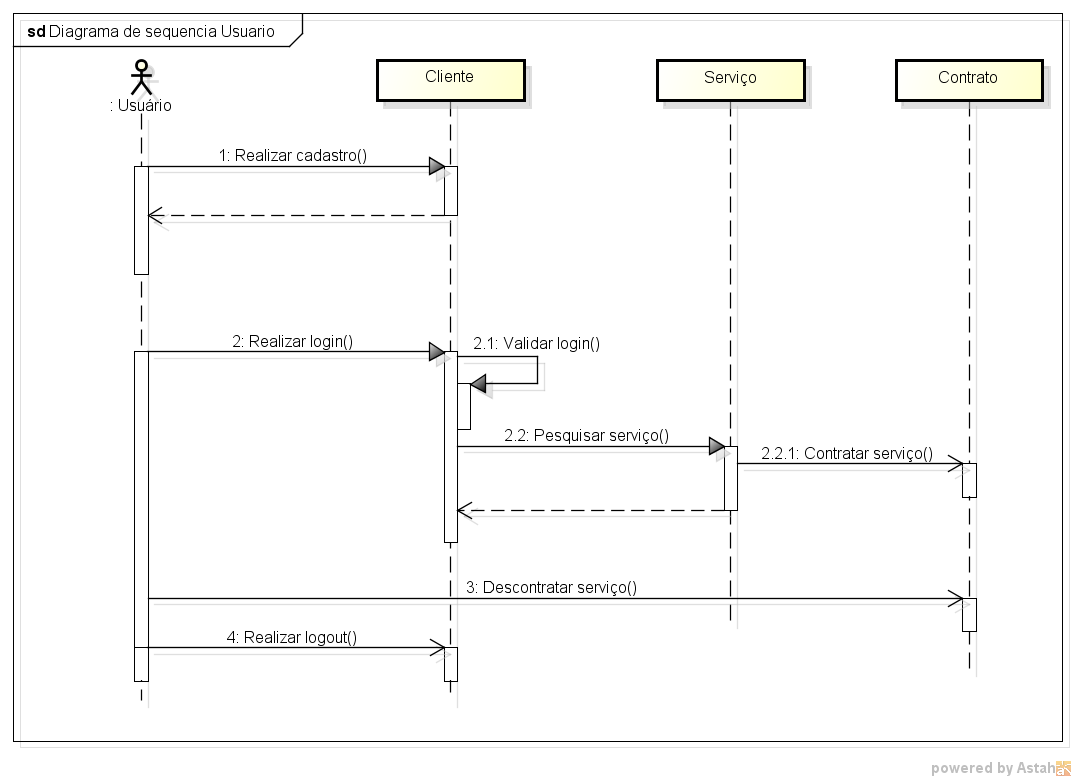 sd Diagrama de sequencia Usuario
: Usuário
Cliente
Serviço
Contrato
1: Realizar cadastro()
2: Realizar login()
2.1: Validar login()
2.2: Pesquisar serviço()
2.2.1: Contratar serviço()
3: Descontratar serviço()
4: Realizar logout()
powered by Astah